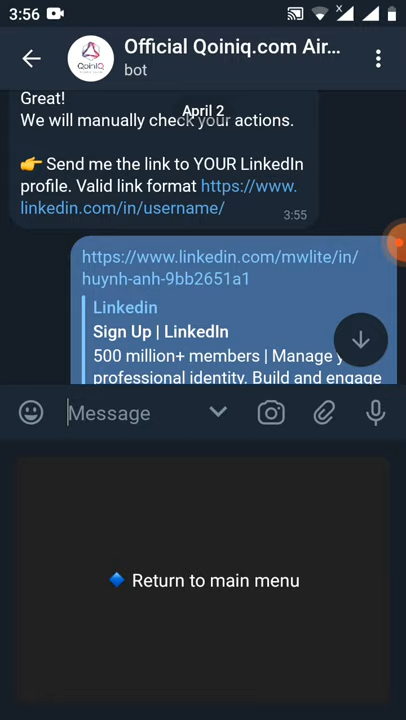 3:56
Official Qoiniq.com Air...
bot
QoiniQ
Great!
April 2
We will manually check your actions.
👉 Send me the link to YOUR LinkedIn
profile. Valid link format https://www.
linkedin.com/in/username/
3:55
https://www.linkedin.com/mwlite/in/
huynh-anh-9bb2651a1
Linkedin
Sign Up | LinkedIn
500 million+ members | Manage
professional identity. Build and engage
Message
🔷 Return to main menu